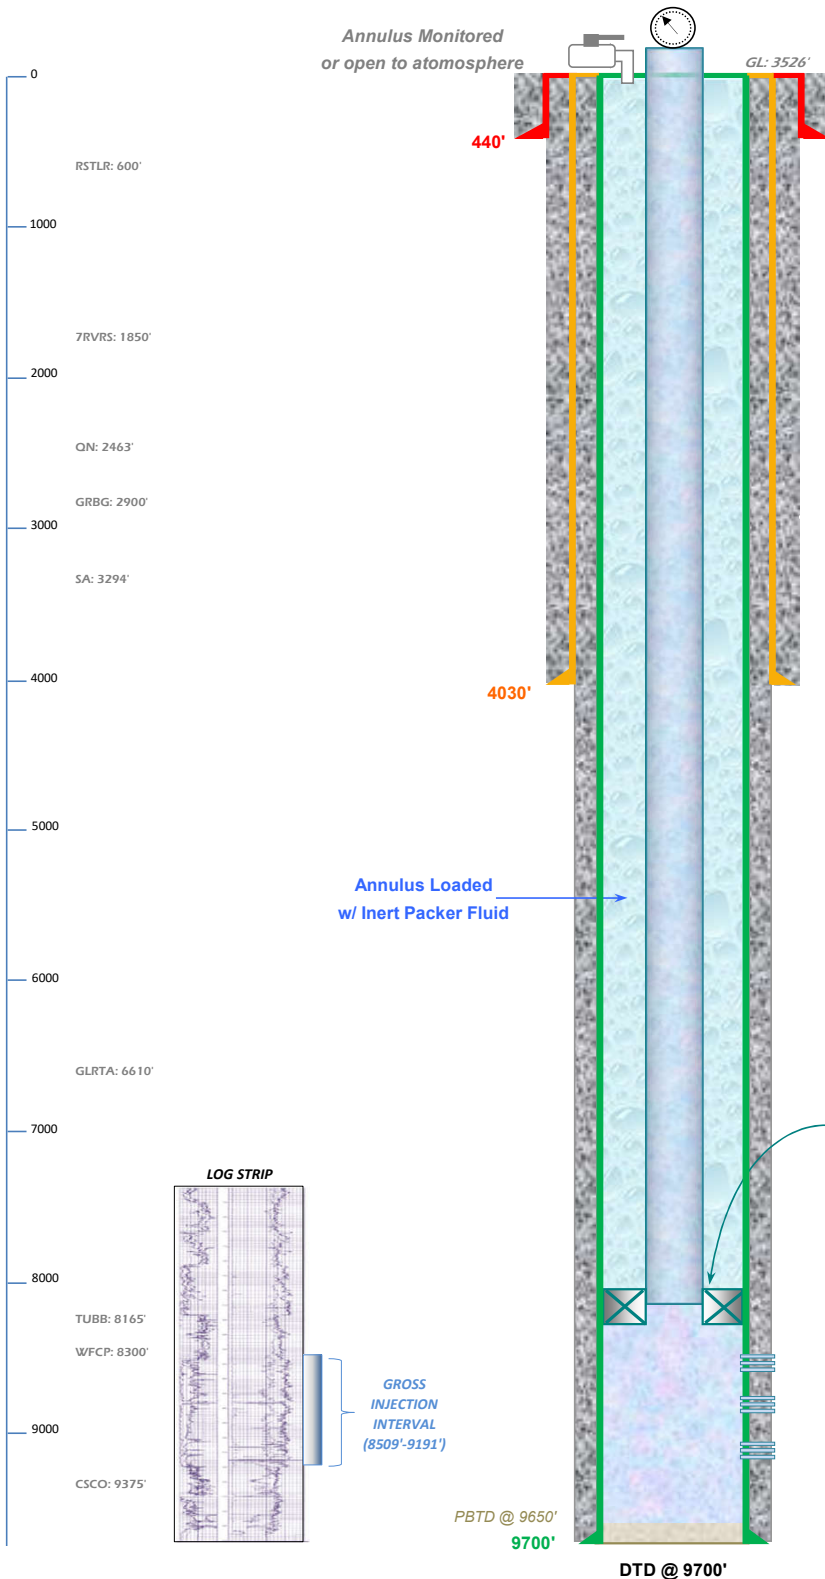 Annulus Monitored
or open to atomosphere
GL: 3526'
0
440'
RSTLR: 600'
1000
7RVRS: 1850'
2000
QN: 2463'
GRBG: 2900'
3000
SA: 3294'
4000
4030'
5000
Annulus Loaded
w/ Inert Packer Fluid
6000
GLRTA: 6610'
7000
LOG STRIP
8000
TUBB: 8165'
WFCP: 8300'
GROSS
INJECTION
INTERVAL
(8509'-9191')
9000
CSCO: 9375'
PBTD @ 9650'
9700'
DTD @ 9700'